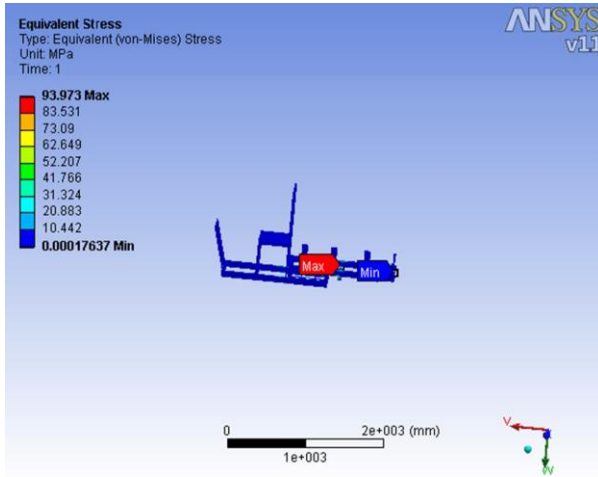 Equivalent Stress
Type: Equivalent (von-Mises) Stress
Unit: MPa
Time: 1
93.973 Max
83.531
73.09
62.649
52.207
41.766
31.324
20.883
10.442
0.00017637 Min
ANSYS
v11
Max
Min
0
2e+003 (mm)
1e+003
V
W